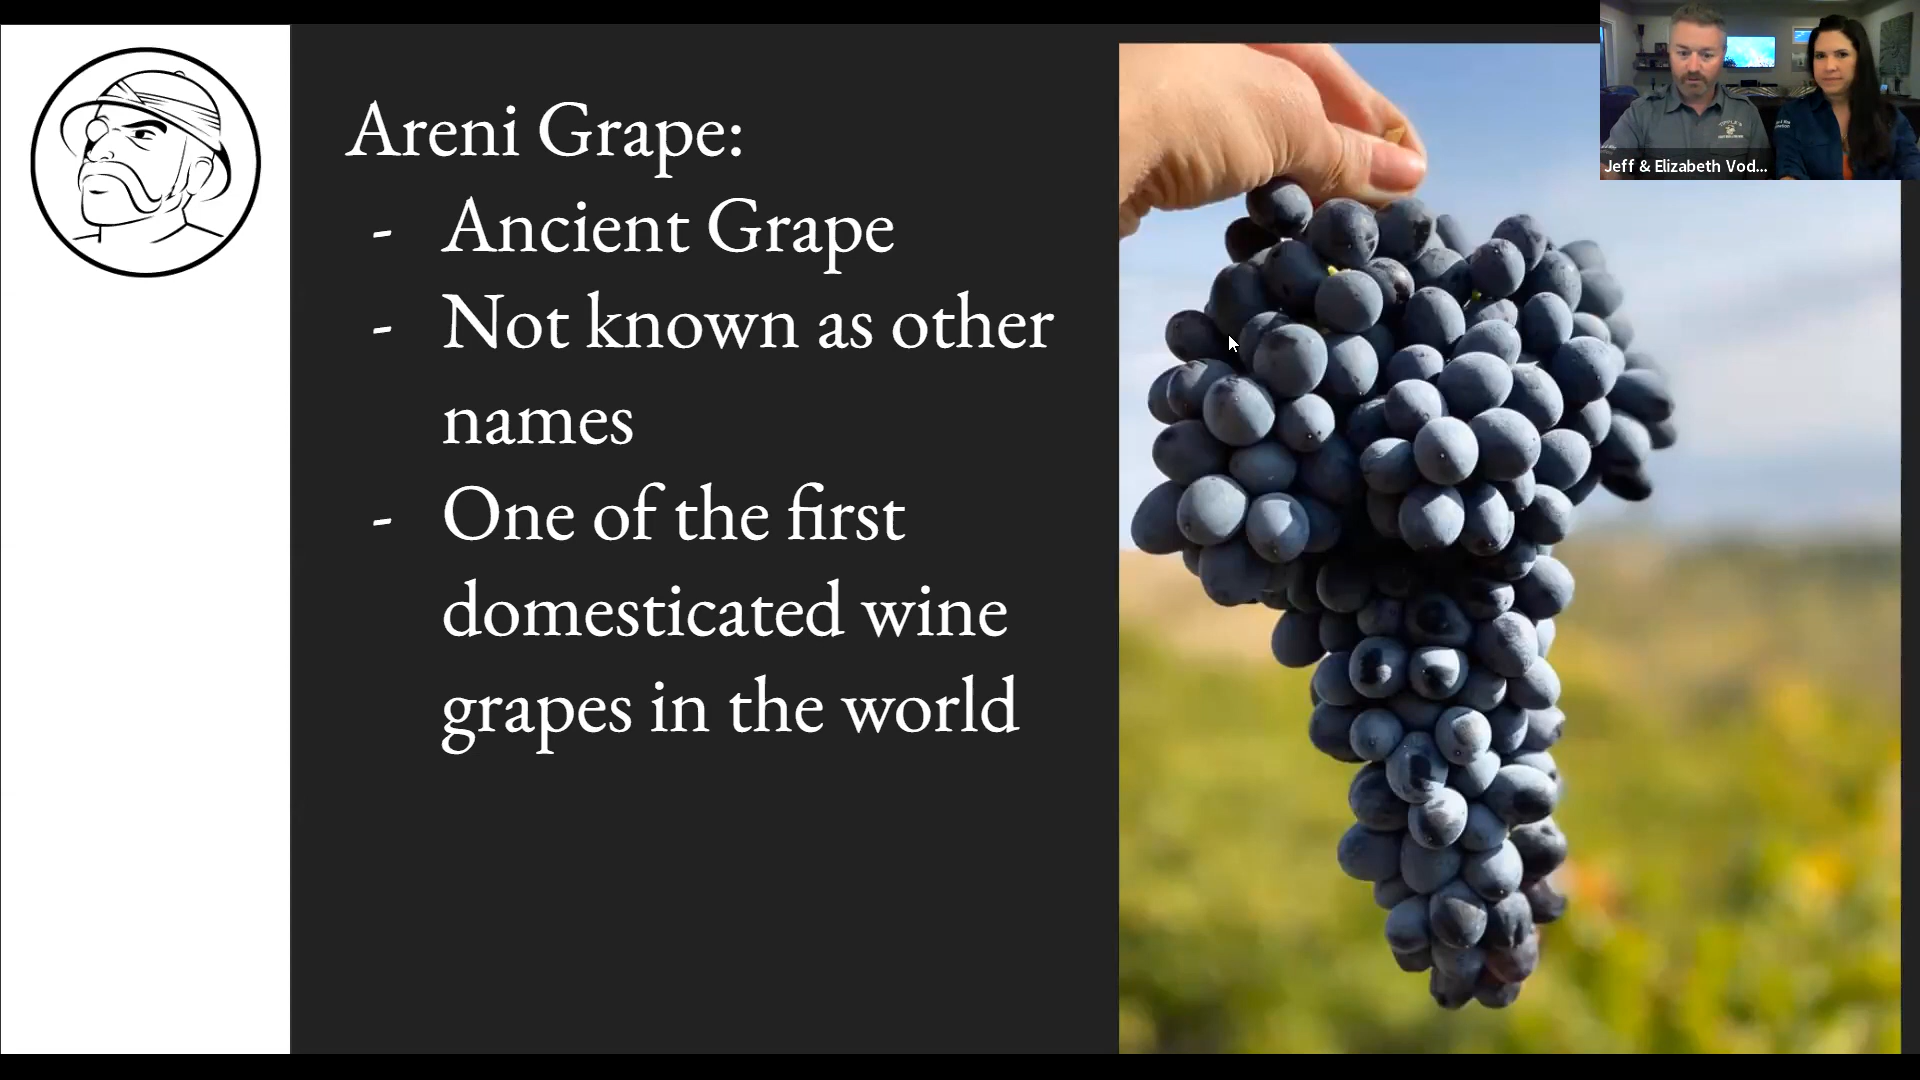 Areni Grape:
- Ancient Grape
- Not known as other
names
- One of the first
domesticated wine
grapes in the world
Jeff & Elizabeth Vod...